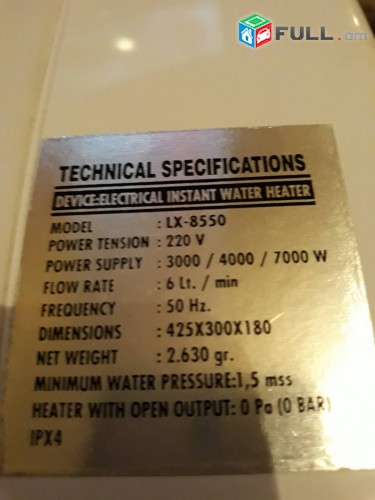 FULL.am
TECHNICAL SPECIFICATIONS
DEVICE:ELECTRICAL INSTANT WATER HEATER
MODEL : LX-8550
POWER TENSION : 220 V
POWER SUPPLY : 3000 / 4000 / 7000 W
FLOW RATE : 6 Lt. / min
FREQUENCY : 50 Hz.
DIMENSIONS : 425X300X180
NET WEIGHT : 2.630 gr.
MINIMUM WATER PRESSURE:1,5 mss
HEATER WITH OPEN OUTPUT: 0 Pa (0 BAR)
IPX4